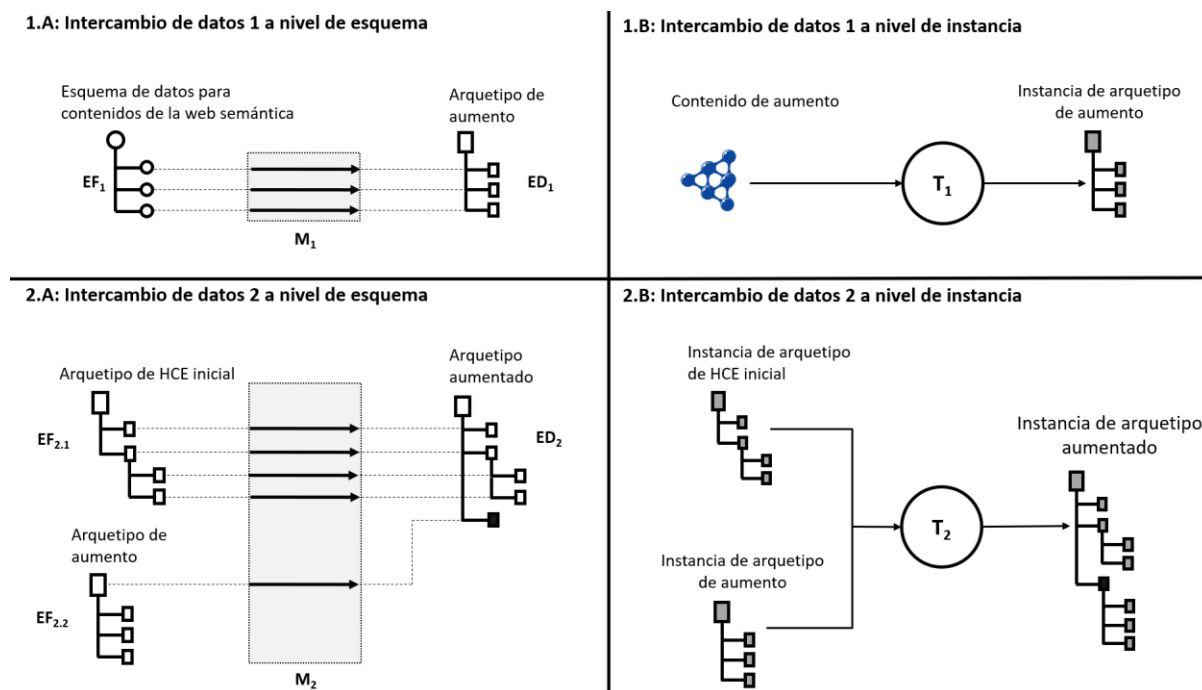 1.A: Intercambio de datos 1 a nivel de esquema
Esquema de datos para
contenidos de la web semántica
Arquetipo de
aumento
EF1
ED1
M1
1.B: Intercambio de datos 1 a nivel de instancia
Contenido de aumento
Instancia de arquetipo
de aumento
T1
2.A: Intercambio de datos 2 a nivel de esquema
Arquetipo de HCE inicial
Arquetipo
aumentado
EF2.1
ED2
Arquetipo de
aumento
EF2.2
M2
2.B: Intercambio de datos 2 a nivel de instancia
Instancia de arquetipo
de HCE inicial
Instancia de arquetipo
aumentado
T2
Instancia de arquetipo
de aumento